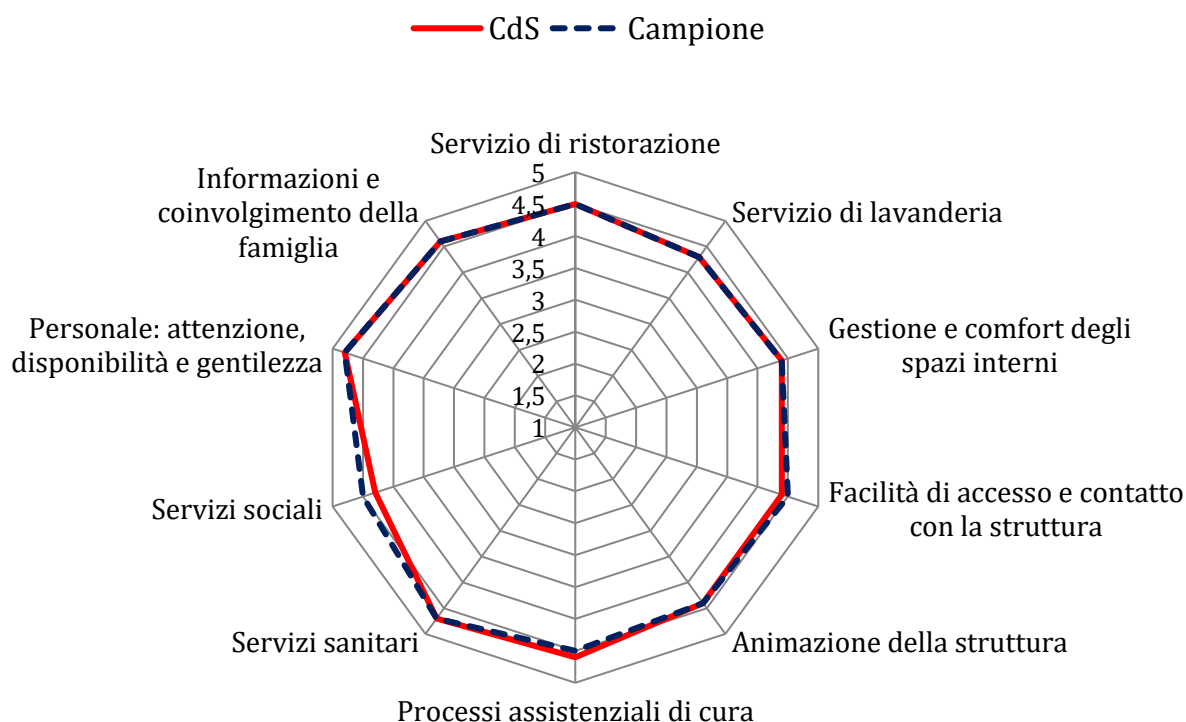 CdS Campione
Servizio di ristorazione
Informazioni e
coinvolgimento della
famiglia
Servizio di lavanderia
5
4,5
4
3,5
3
2,5
2
1,5
1
Personale: attenzione,
disponibilità e gentilezza
Gestione e comfort degli
spazi interni
Servizi sociali
Facilità di accesso e contatto
con la struttura
Servizi sanitari
Animazione della struttura
Processi assistenziali di cura